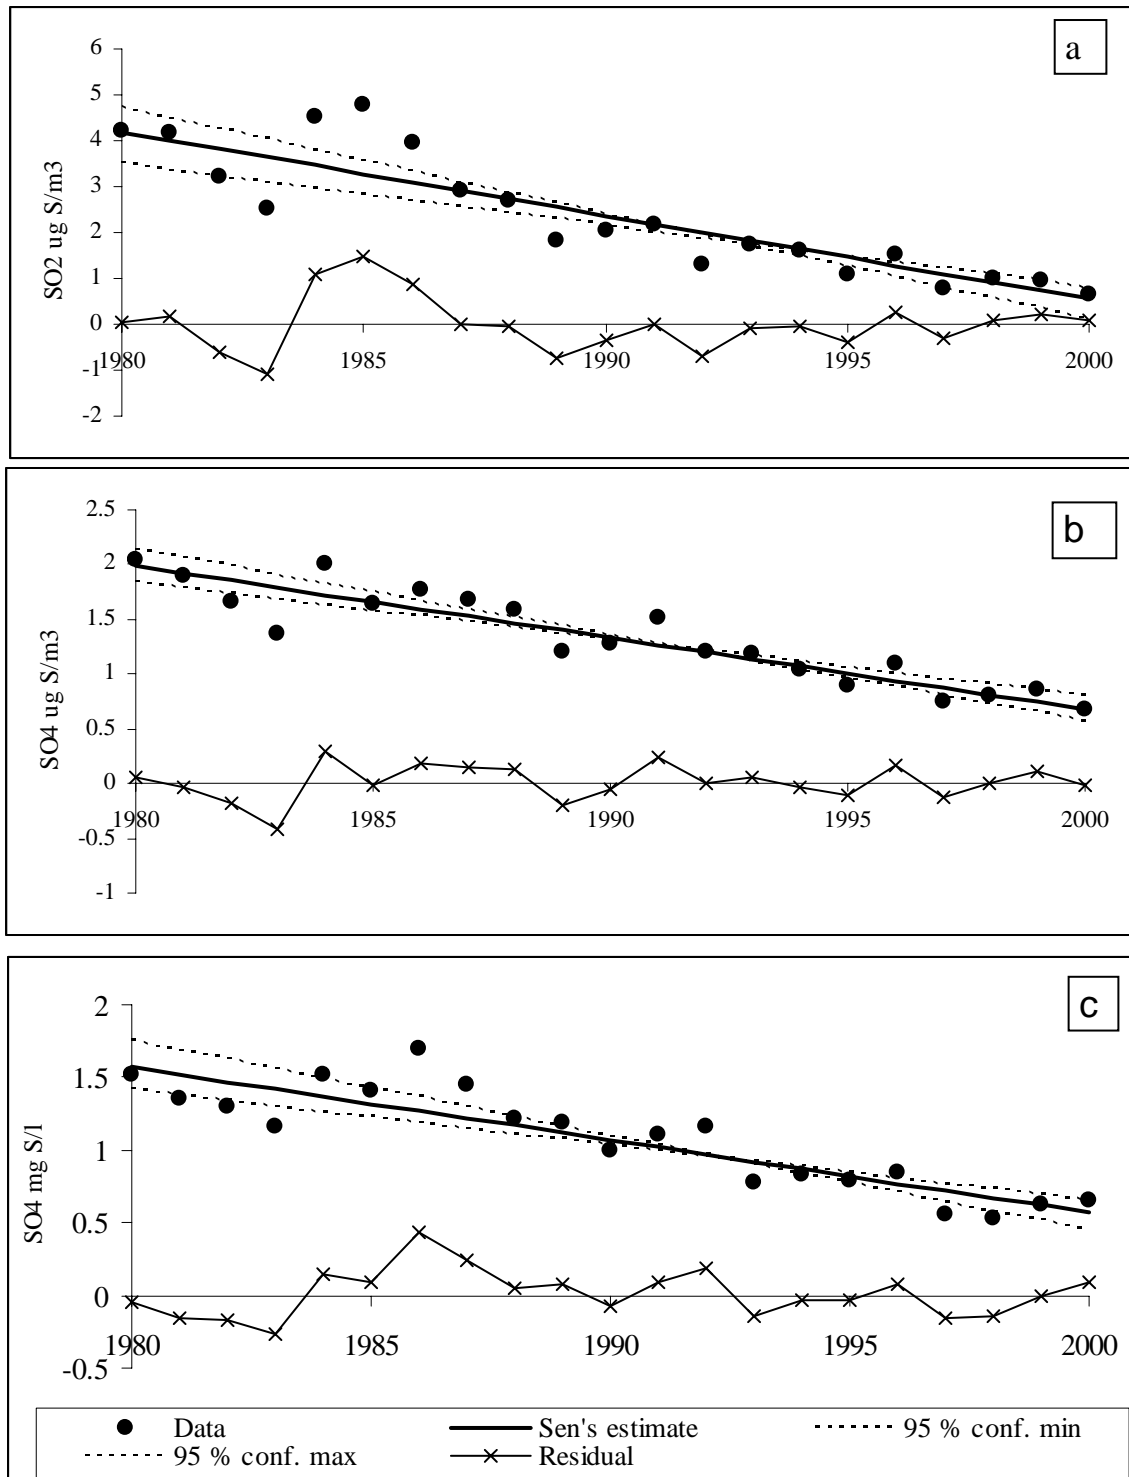 a
6
5
4
3
2
1
0
-1
-2
SO2 ug S/m3
1980 1985 1990 1995 2000
b
2.5
2
1.5
1
0.5
0
-0.5
-1
SO4 ug S/m3
1980 1985 1990 1995 2000
c
2
1.5
1
0.5
0
-0.5
SO4 mg S/l
1980 1985 1990 1995 2000
Data Sen's estimate 95 % conf. min
95 % conf. max Residual